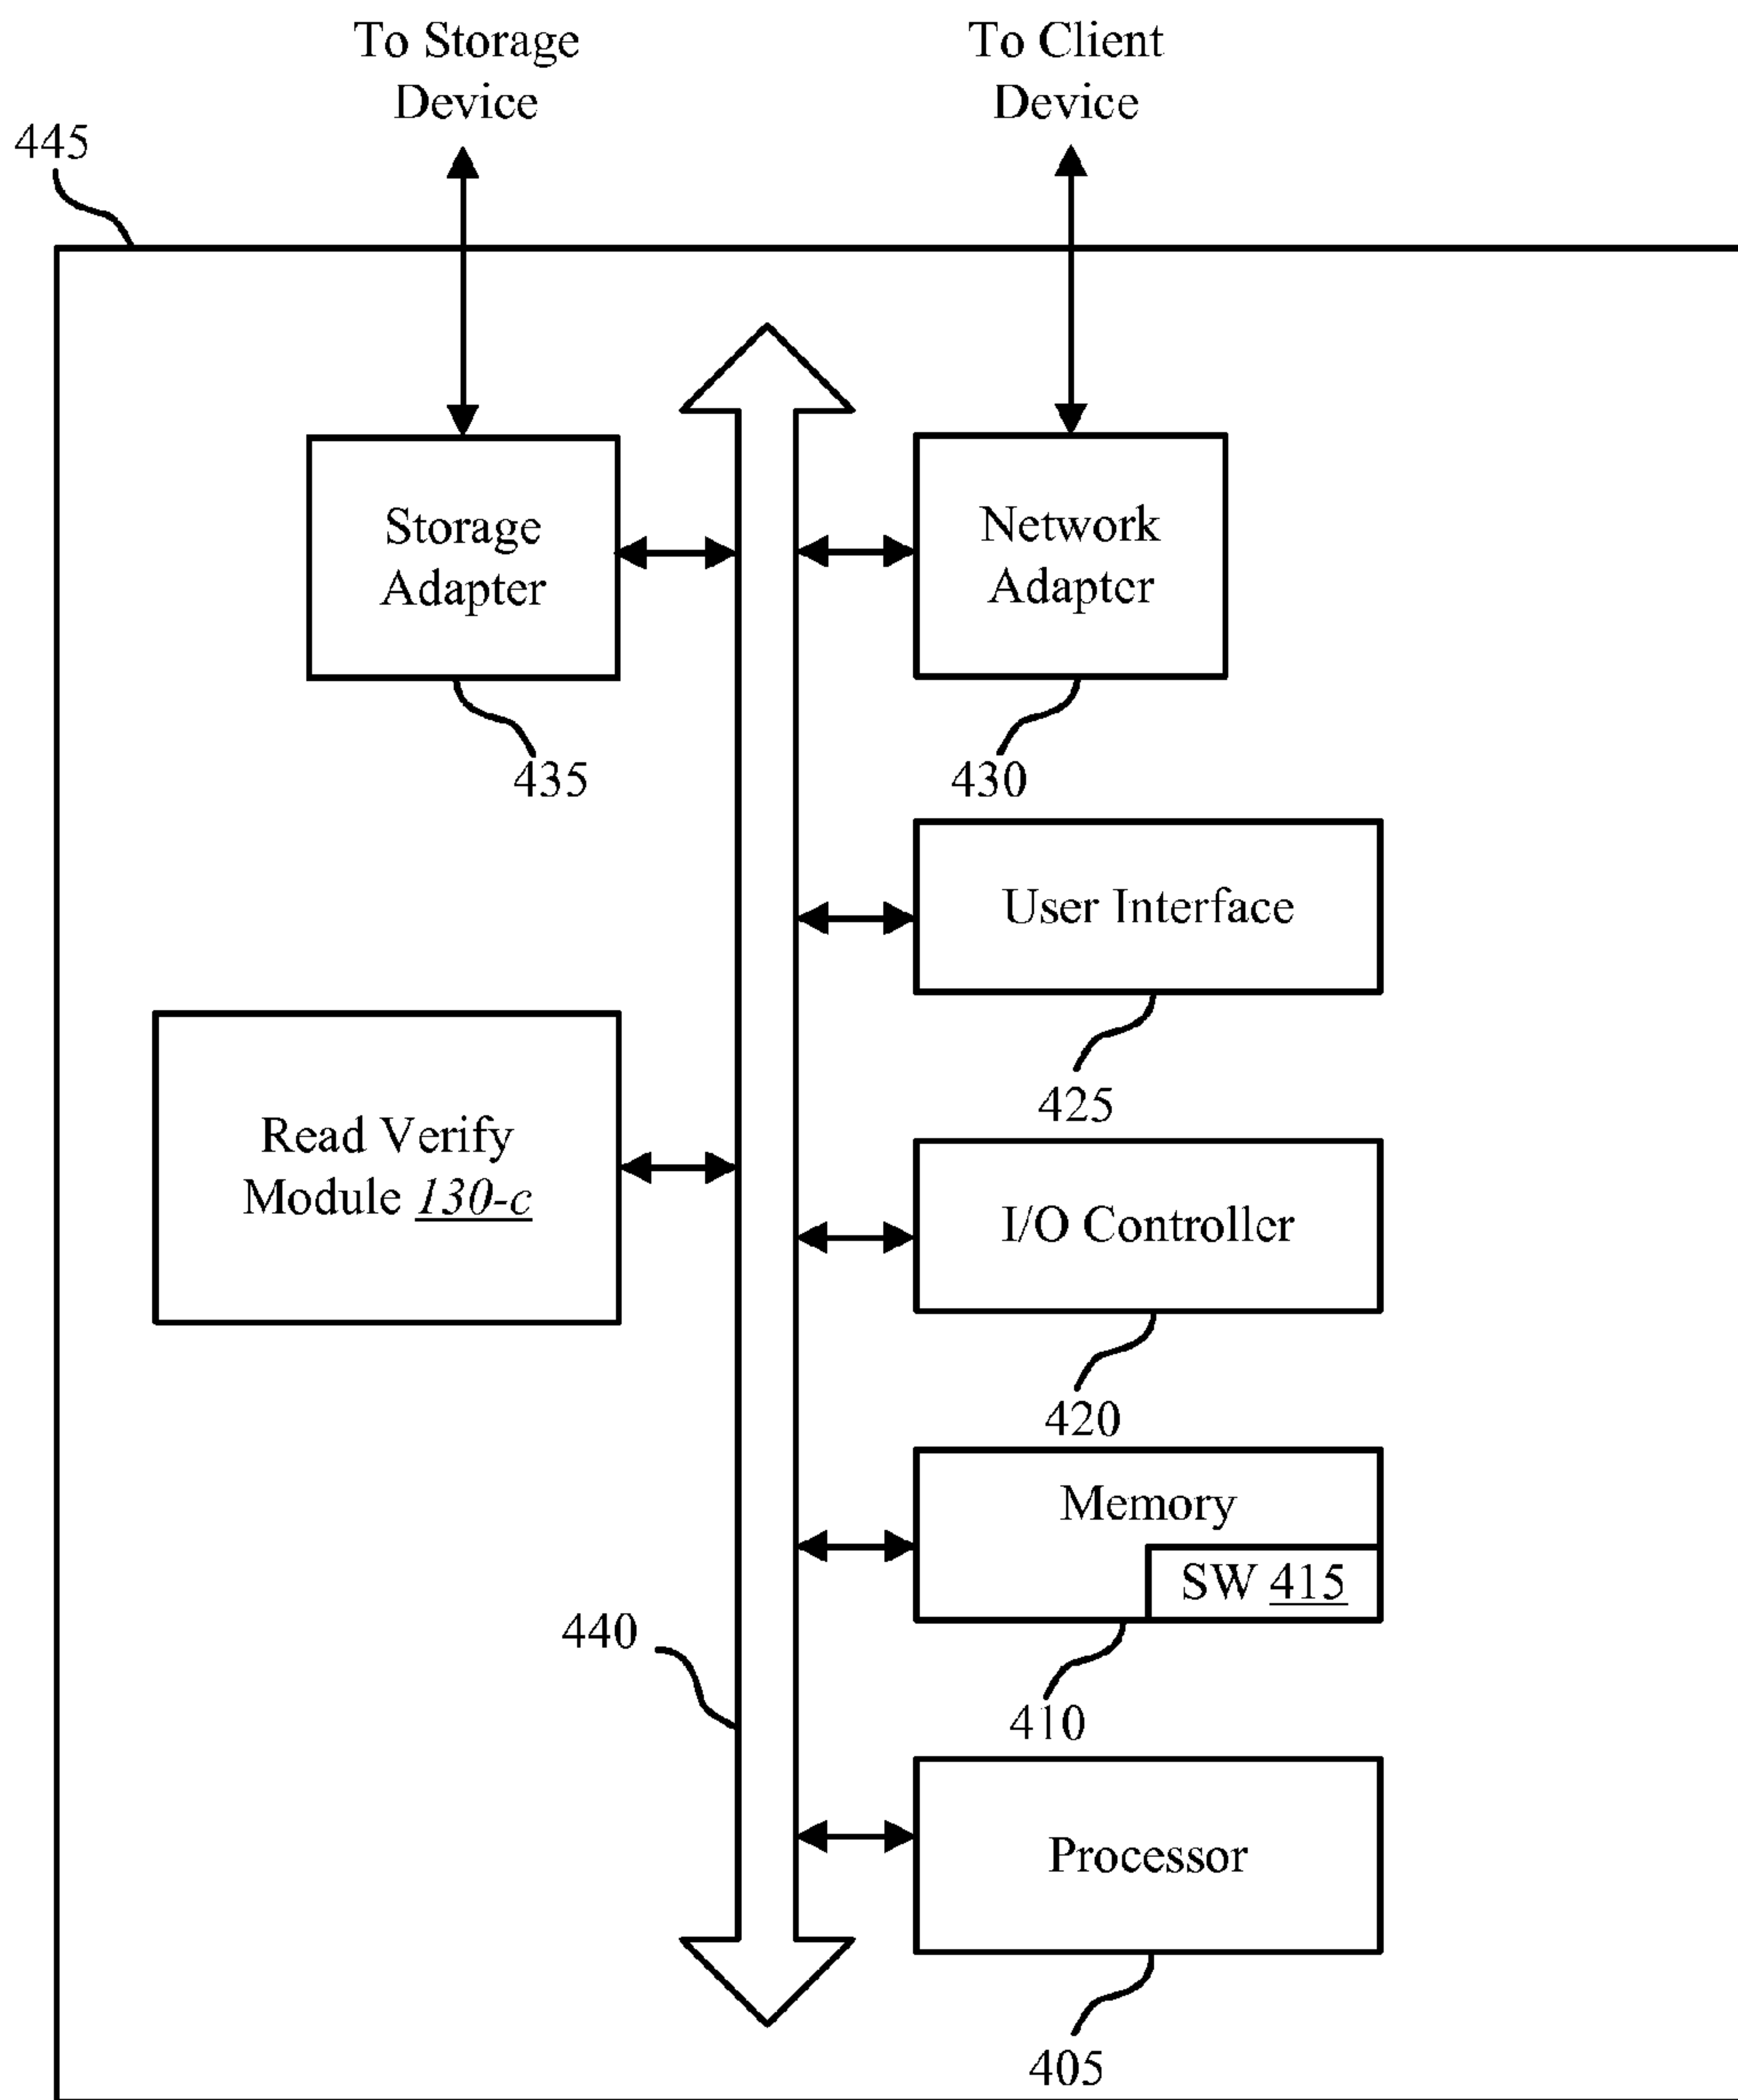 To Storage
Device
To Client
Device
445
Storage
Adapter
Network
Adapter
435
430
User Interface
425
Read Verify
Module 130-c
I/O Controller
420
Memory
SW 415
440
410
Processor
405